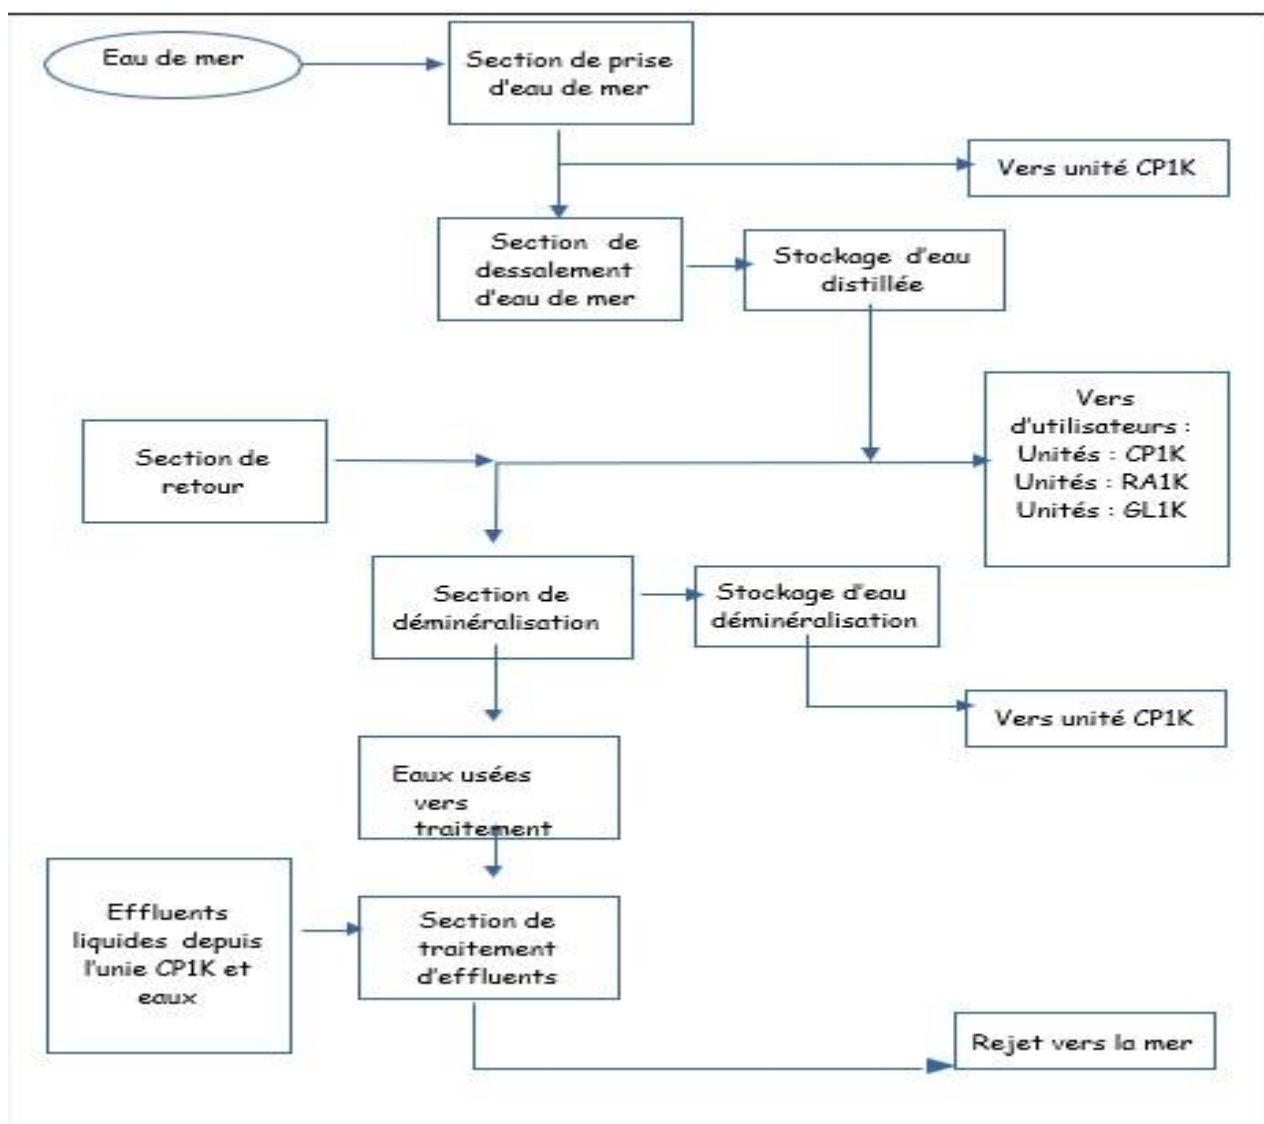 Eau de mer
Section de prise
d'eau de mer
Vers unité CP1K
Section de
dessalement
d'eau de mer
Stockage d'eau
distillée
Vers
d'utilisateurs :
Unités : CP1K
Unités : RA1K
Unités : GL1K
Section de
retour
Section de
déminéralisation
Stockage d'eau
déminéralisation
Vers unité CP1K
Eaux usées
vers
traitement
Effluents
liquides depuis
l'unie CP1K et
eaux
Section de
traitement
d'effluents
Rejet vers la mer